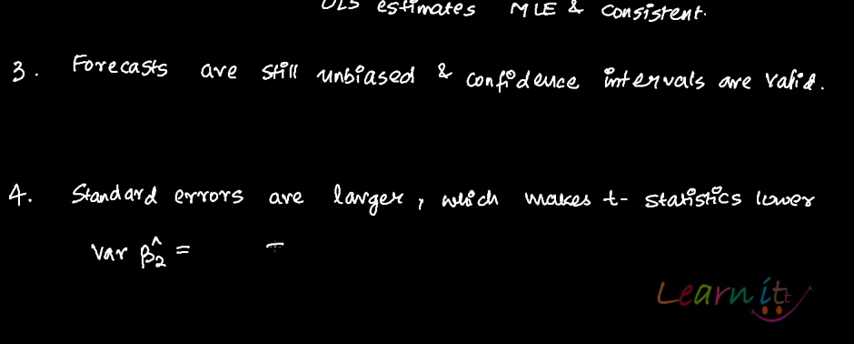 OLS estimates MLE & consistent.
3. Forecasts are still unbiased & confidence intervals are valid.
4. Standard errors are larger, which makes t- statistics lower
Var β̂₂ =
Learnitt